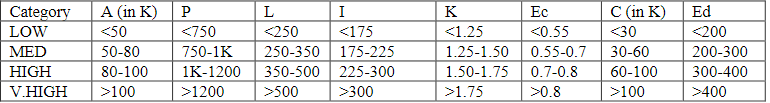 Category A (in K) P L I K Ec C (in K) Ed
LOW <50 <750 <250 <175 <1.25 <0.55 <30 <200
MED 50-80 750-1K 250-350 175-225 1.25-1.50 0.55-0.7 30-60 200-300
HIGH 80-100 1K-1200 350-500 225-300 1.50-1.75 0.7-0.8 60-100 300-400
V.HIGH >100 >1200 >500 >300 >1.75 >0.8 >100 >400